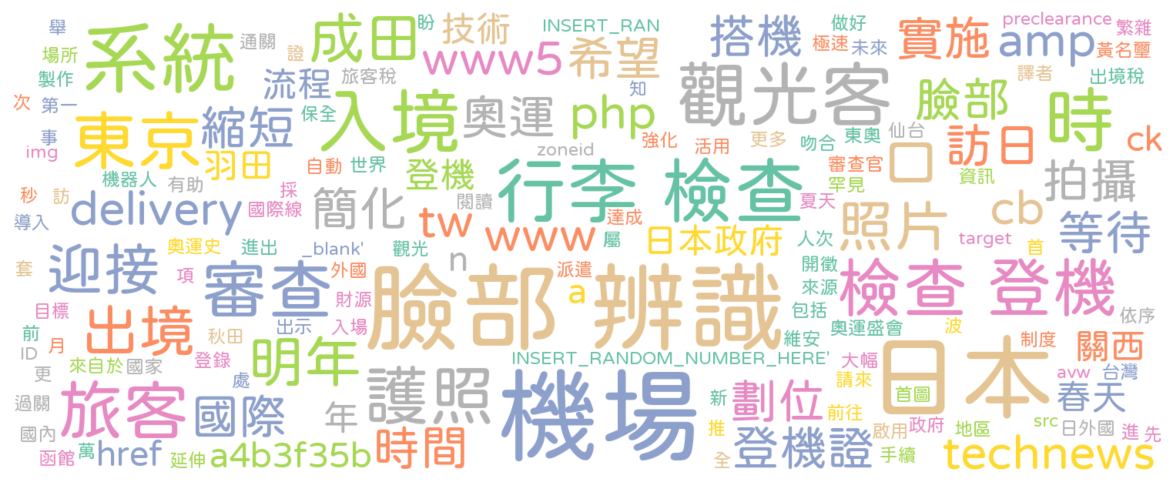 舉 系統 通關 成田 盼 技術 INSERT_RAN 做好 preclearance 繁雜
場所 證 www5 希望 搭機 極速 未來 實施 amp 黃名璽
製作 流程 旅客稅 觀光客 臉部 譯者 出境稅
次 第一 東京 縮短 保全 入境 奧運 php 知 時
事 羽田 zoneid 強化 活用 更多 吻合 東奧 仙台 口 訪日 ck
img 機器人 有助 自動 世界 登機 行李 檢查 審查官 資訊 拍攝
秒 訪 delivery 國際線 採 簡化 閱讀 達成 罕見 夏天 照片 cb 等待
導入 tw www 屬 日本政府 人次 target 首
迎接 奧運史 進出 _blank' 觀光 n 派遣 開徵
套 項 審查 外國 臉部 辨識 a 來源 檢查 登機
目標 財源 包括 依序
前 出境 秋田 出示 入場 維安 奧運盛會 波 制度
ID 月 明年 INSERT_RANDOM_NUMBER_HERE' 大幅 日本 關西
更 來自於 國家 登錄 處 護照 機場 請來 avw 台灣
過關 旅客 國際 年 新 劃位 首圖 春天
國內 推 前往 啟用 政府 地區 src 日外國 進 先
函館 萬 href 延伸 a4b3f35b 時間 全 登機證 手續 technews